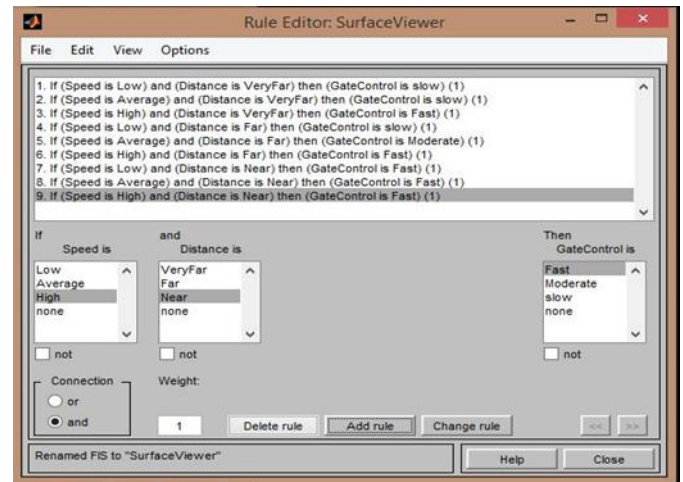 Rule Editor: SurfaceViewer
File Edit View Options
1. If (Speed is Low) and (Distance is VeryFar) then (GateControl is slow) (1)
2. If (Speed is Average) and (Distance is VeryFar) then (GateControl is slow) (1)
3. If (Speed is High) and (Distance is VeryFar) then (GateControl is Fast) (1)
4. If (Speed is Low) and (Distance is Far) then (GateControl is slow) (1)
5. If (Speed is Average) and (Distance is Far) then (GateControl is Moderate) (1)
6. If (Speed is High) and (Distance is Far) then (GateControl is Fast) (1)
7. If (Speed is Low) and (Distance is Near) then (GateControl is Fast) (1)
8. If (Speed is Average) and (Distance is Near) then (GateControl is Fast) (1)
9. If (Speed is High) and (Distance is Near) then (GateControl is Fast) (1)
If
Speed is
Low
Average
High
none
not
and
Distance is
VeryFar
Far
Near
none
not
Then
GateControl is
Fast
Moderate
slow
none
not
Connection
or
and
Weight:
1
Delete rule
Add rule
Change rule
<<
>>
Renamed FIS to "SurfaceViewer"
Help
Close